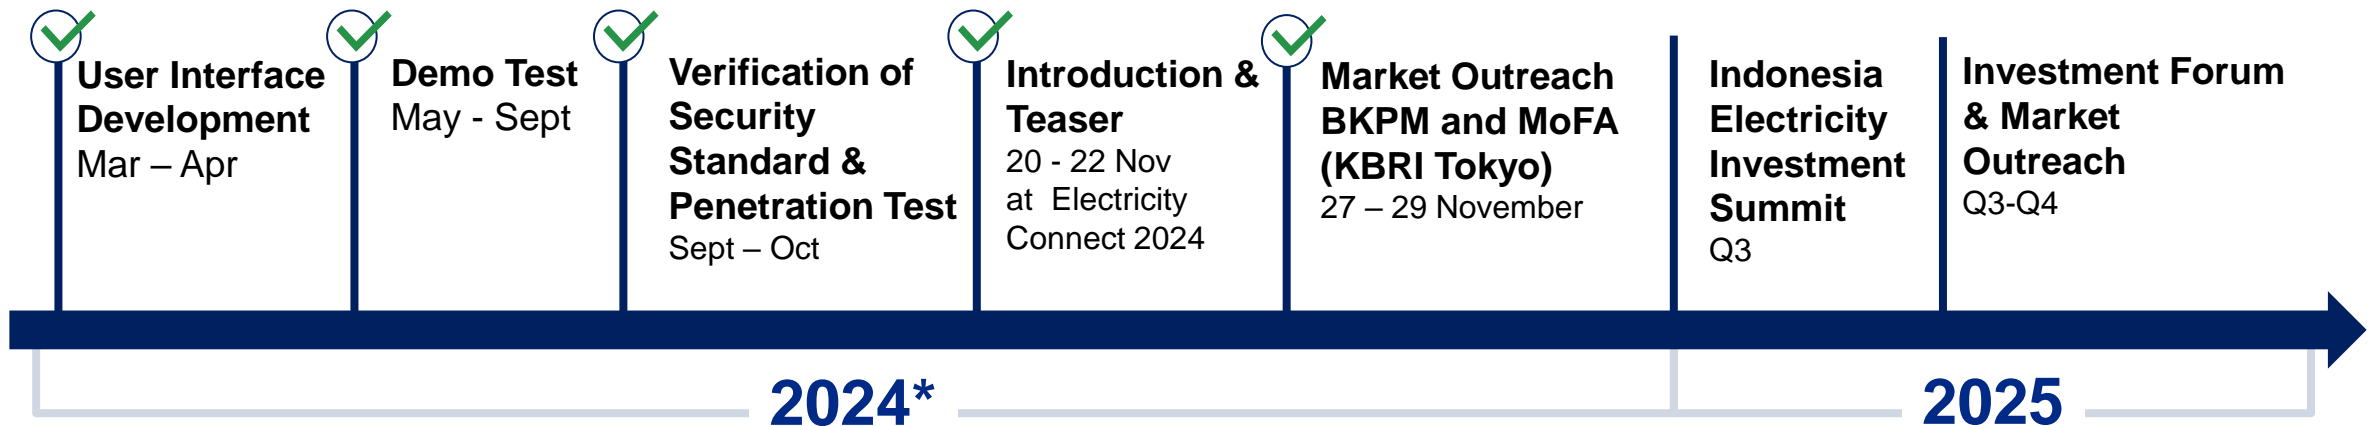 User Interface
Development
Mar – Apr
Demo Test
May - Sept
Verification of
Security
Standard &
Penetration Test
Sept – Oct
Introduction &
Teaser
20 - 22 Nov
at  Electricity
Connect 2024
Market Outreach
BKPM and MoFA
(KBRI Tokyo)
27 – 29 November
Indonesia
Electricity
Investment
Summit
Q3
Investment Forum
& Market
Outreach
Q3-Q4
2024*
2025